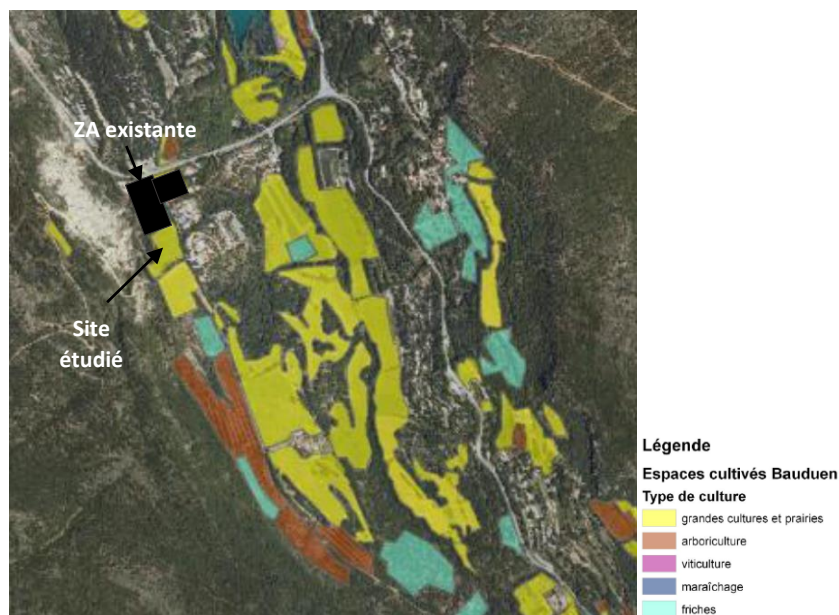 ZA existante
Site
étudié
Légende
Espaces cultivés Bauduen
Type de culture
grandes cultures et prairies
arboriculture
viticulture
maraîchage
friches